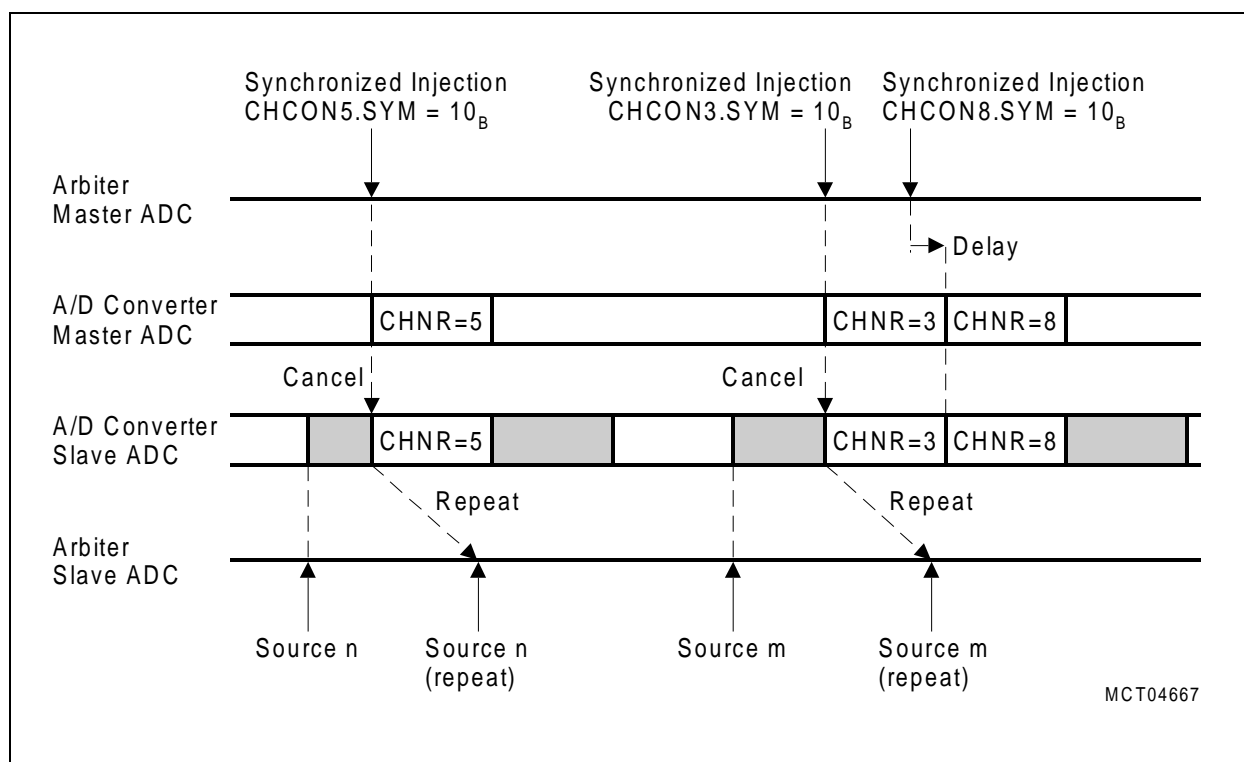 Synchronized Injection
CHCON5.SYM = 10B
Synchronized Injection
CHCON3.SYM = 10B
Synchronized Injection
CHCON8.SYM = 10B
Arbiter
Master ADC
Delay
A/D Converter
Master ADC
CHNR=5
CHNR=3
CHNR=8
Cancel
Cancel
A/D Converter
Slave ADC
CHNR=5
CHNR=3
CHNR=8
Repeat
Repeat
Arbiter
Slave ADC
Source n
Source n
(repeat)
Source m
Source m
(repeat)
MCT04667